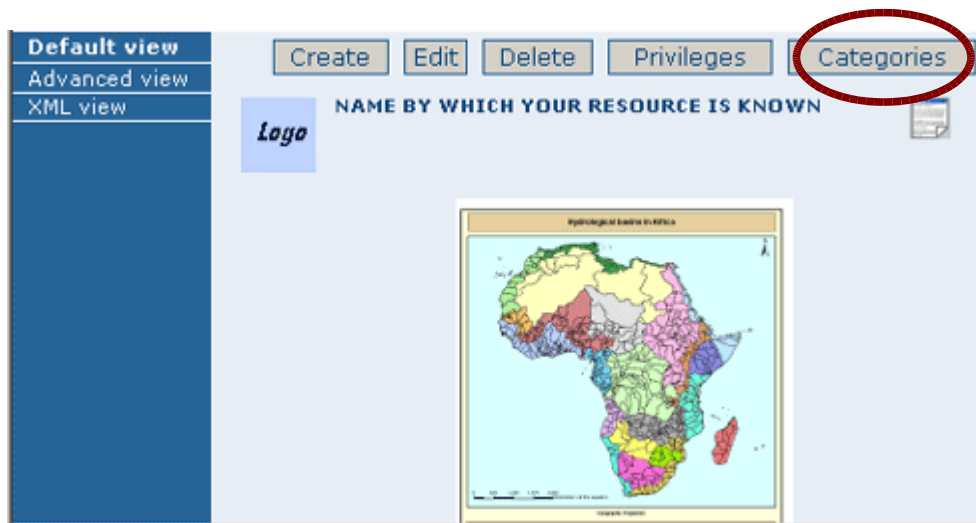 Default view
Advanced view
XML view
Create Edit Delete Privileges Categories
Logo
NAME BY WHICH YOUR RESOURCE IS KNOWN
Hydrological basins in Africa